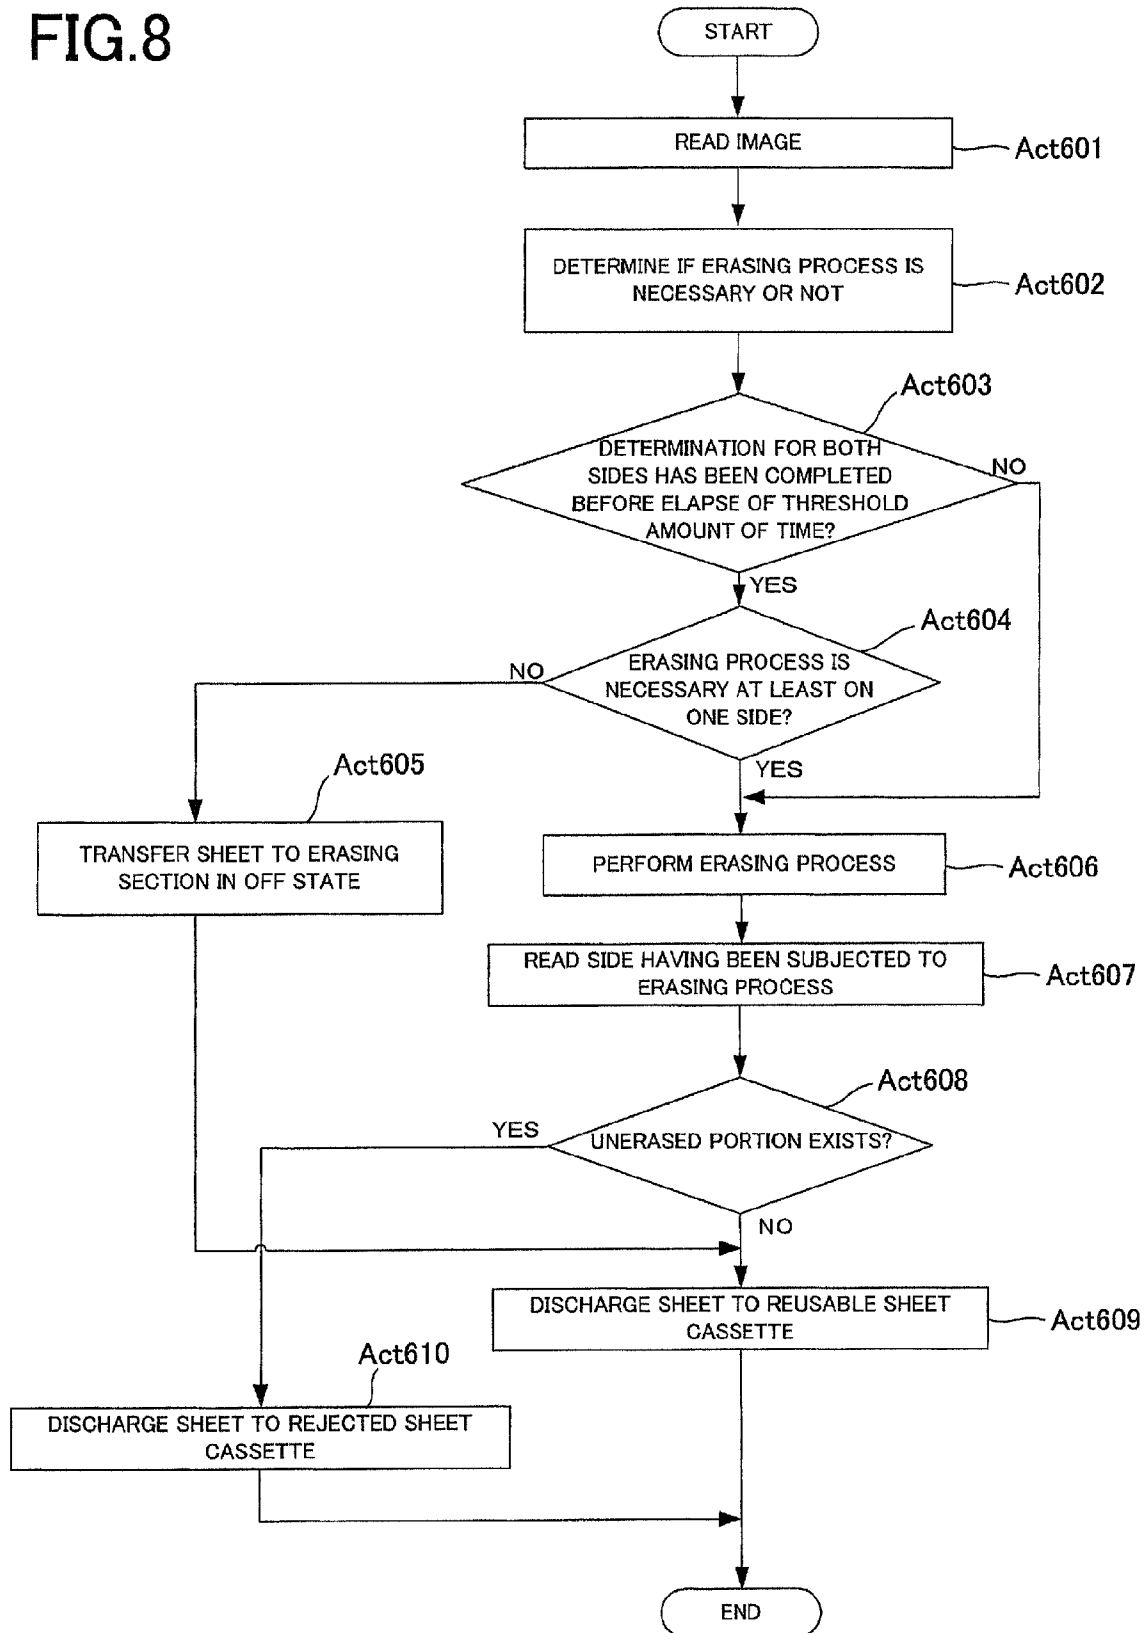 FIG.8
START
READ IMAGE
Act601
DETERMINE IF ERASING PROCESS IS
NECESSARY OR NOT
Act602
Act603
DETERMINATION FOR BOTH
SIDES HAS BEEN COMPLETED
BEFORE ELAPSE OF THRESHOLD
AMOUNT OF TIME?
NO
YES
Act604
ERASING PROCESS IS
NECESSARY AT LEAST ON
ONE SIDE?
NO
YES
Act605
TRANSFER SHEET TO ERASING
SECTION IN OFF STATE
PERFORM ERASING PROCESS
Act606
READ SIDE HAVING BEEN SUBJECTED TO
ERASING PROCESS
Act607
Act608
UNERASED PORTION EXISTS?
YES
NO
DISCHARGE SHEET TO REUSABLE SHEET
CASSETTE
Act609
Act610
DISCHARGE SHEET TO REJECTED SHEET
CASSETTE
END